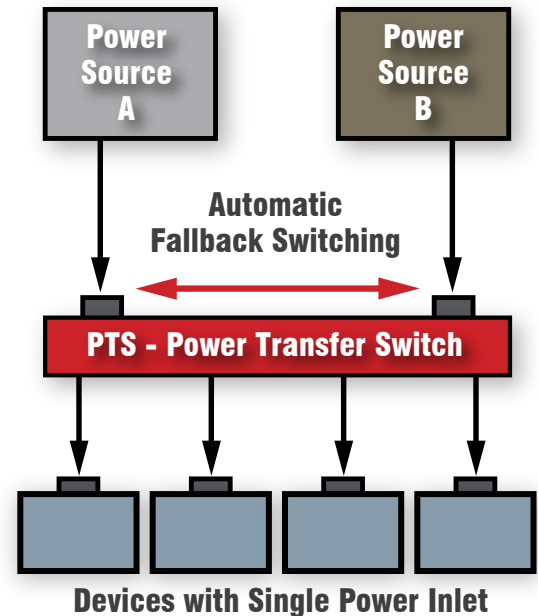 Power
Source
A
Power
Source
B
Automatic
Fallback Switching
PTS - Power Transfer Switch
Devices with Single Power Inlet